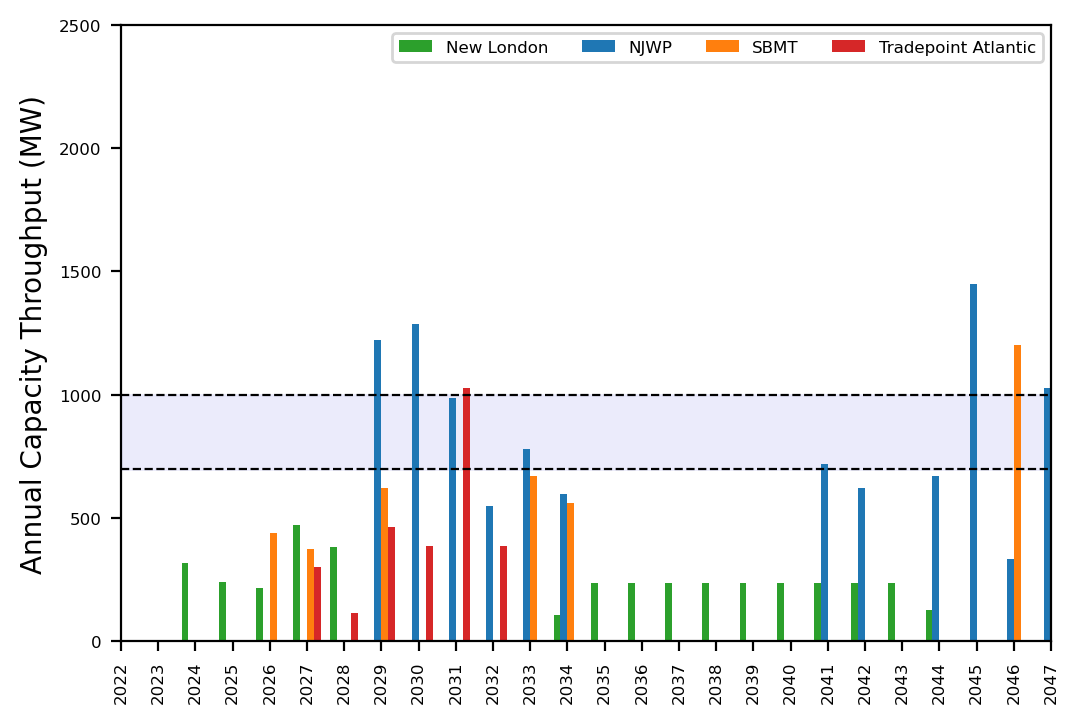 New London NJWP SBMT Tradepoint Atlantic
Annual Capacity Throughput (MW)
2500
2000
1500
1000
500
0
2022 2023 2024 2025 2026 2027 2028 2029 2030 2031 2032 2033 2034 2035 2036 2037 2038 2039 2040 2041 2042 2043 2044 2045 2046 2047